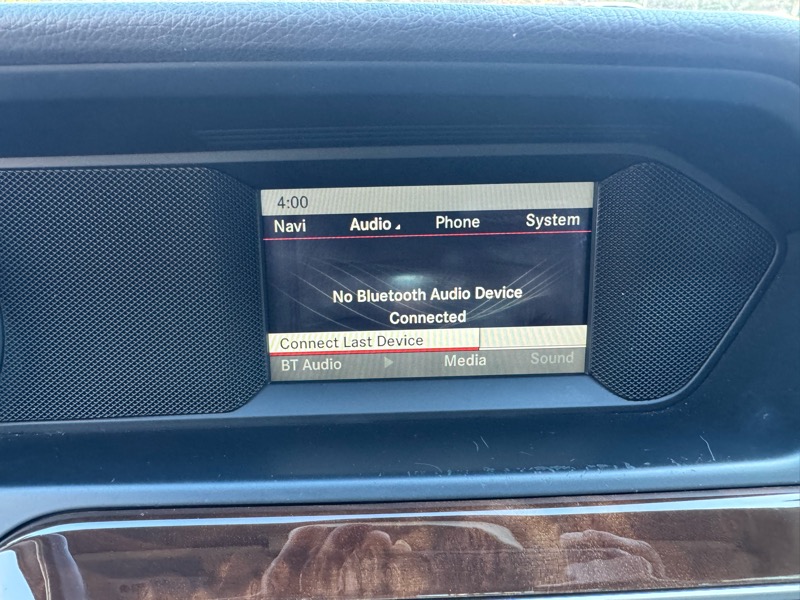 4:00
Navi Audio Phone System
No Bluetooth Audio Device
Connected
Connect Last Device
BT Audio Media Sound